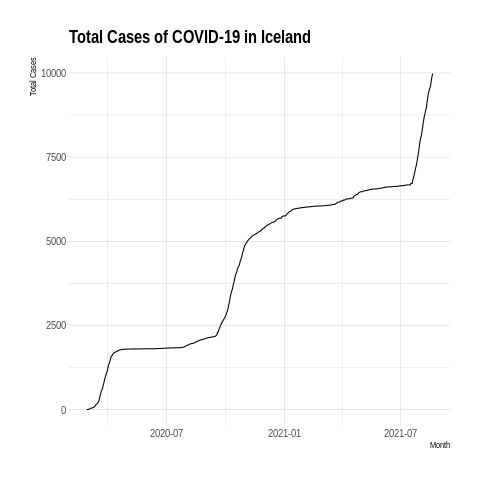 Total Cases of COVID-19 in Iceland
Total Cases
10000
7500
5000
2500
0
2020-07 2021-01 2021-07
Month